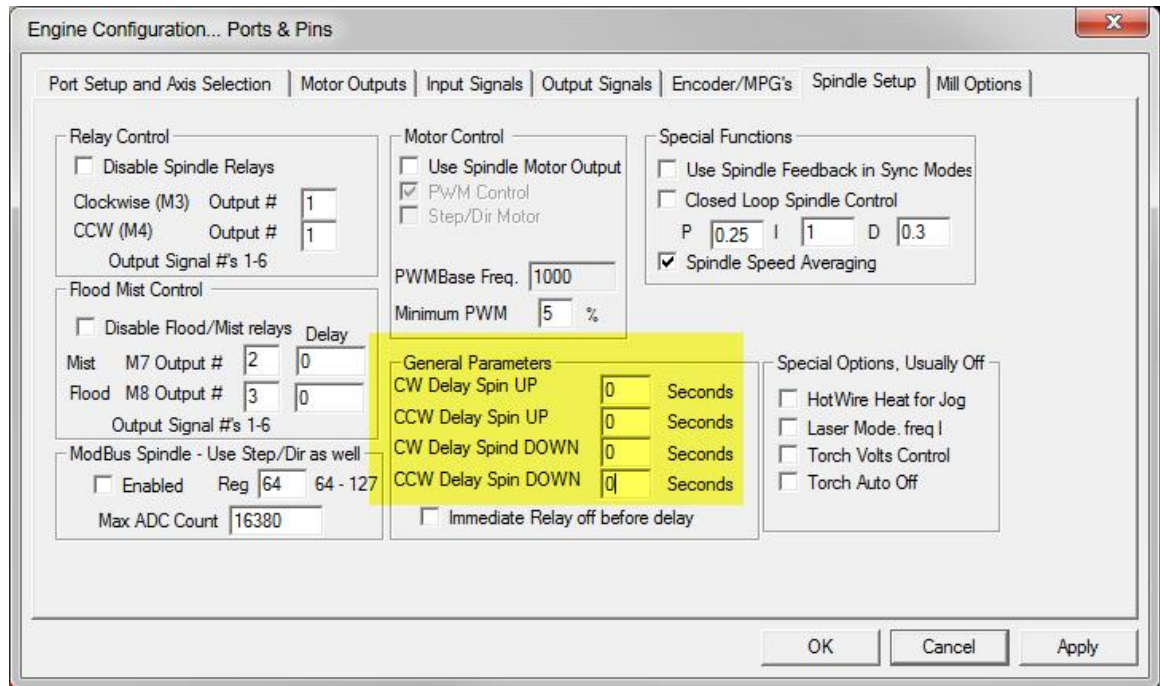 Engine Configuration... Ports & Pins
Port Setup and Axis Selection Motor Outputs Input Signals Output Signals Encoder/MPG's Spindle Setup Mill Options
Relay Control
Disable Spindle Relays
Clockwise (M3) Output # 1
CCW (M4) Output # 1
Output Signal #'s 1-6
Flood Mist Control
Disable Flood/Mist relays Delay
Mist M7 Output # 2 0
Flood M8 Output # 3 0
Output Signal #'s 1-6
ModBus Spindle - Use Step/Dir as well
Enabled Reg 64 64 - 127
Max ADC Count 16380
Motor Control
Use Spindle Motor Output
PWM Control
Step/Dir Motor
PWMBase Freq. 1000
Minimum PWM 5 %
General Parameters
CW Delay Spin UP 0 Seconds
CCW Delay Spin UP 0 Seconds
CW Delay Spind DOWN 0 Seconds
CCW Delay Spin DOWN 0 Seconds
Immediate Relay off before delay
Special Functions
Use Spindle Feedback in Sync Modes
Closed Loop Spindle Control
P 0.25 I 1 D 0.3
Spindle Speed Averaging
Special Options, Usually Off
HotWire Heat for Jog
Laser Mode. freq
Torch Volts Control
Torch Auto Off
OK Cancel Apply